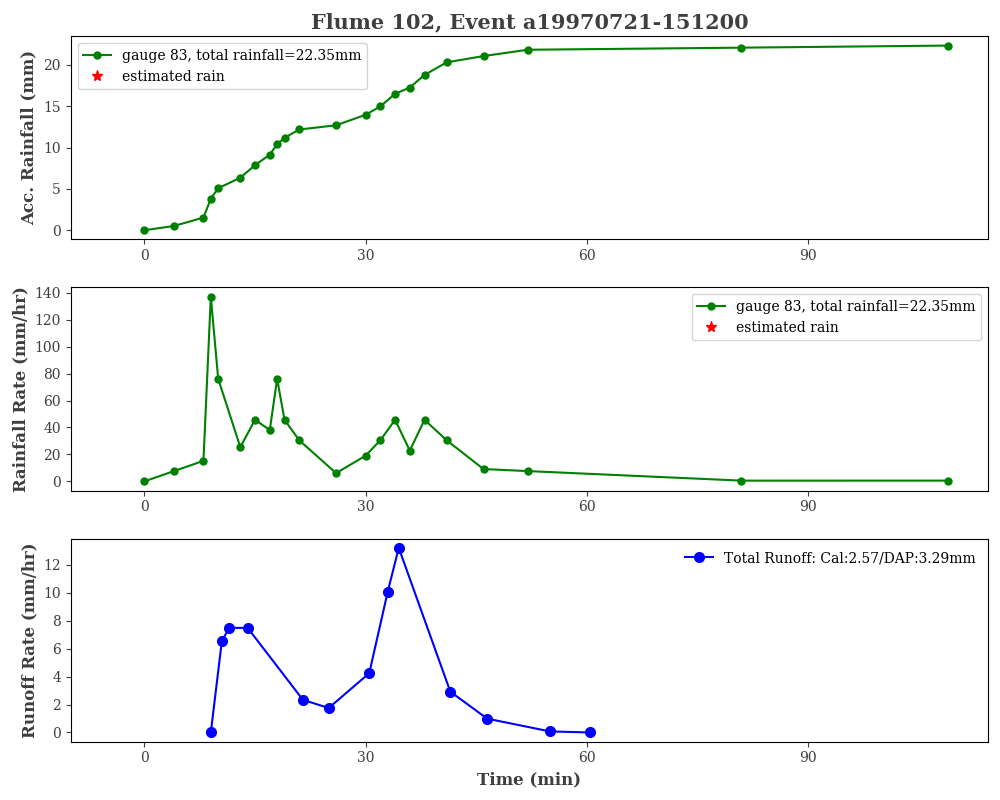 Flume 102, Event a19970721-151200
Acc. Rainfall (mm)
gauge 83, total rainfall=22.35mm
estimated rain
20
15
10
5
0
0 30 60 90
Rainfall Rate (mm/hr)
gauge 83, total rainfall=22.35mm
estimated rain
140
120
100
80
60
40
20
0
0 30 60 90
Runoff Rate (mm/hr)
Total Runoff: Cal:2.57/DAP:3.29mm
12
10
8
6
4
2
0
0 30 60 90
Time (min)